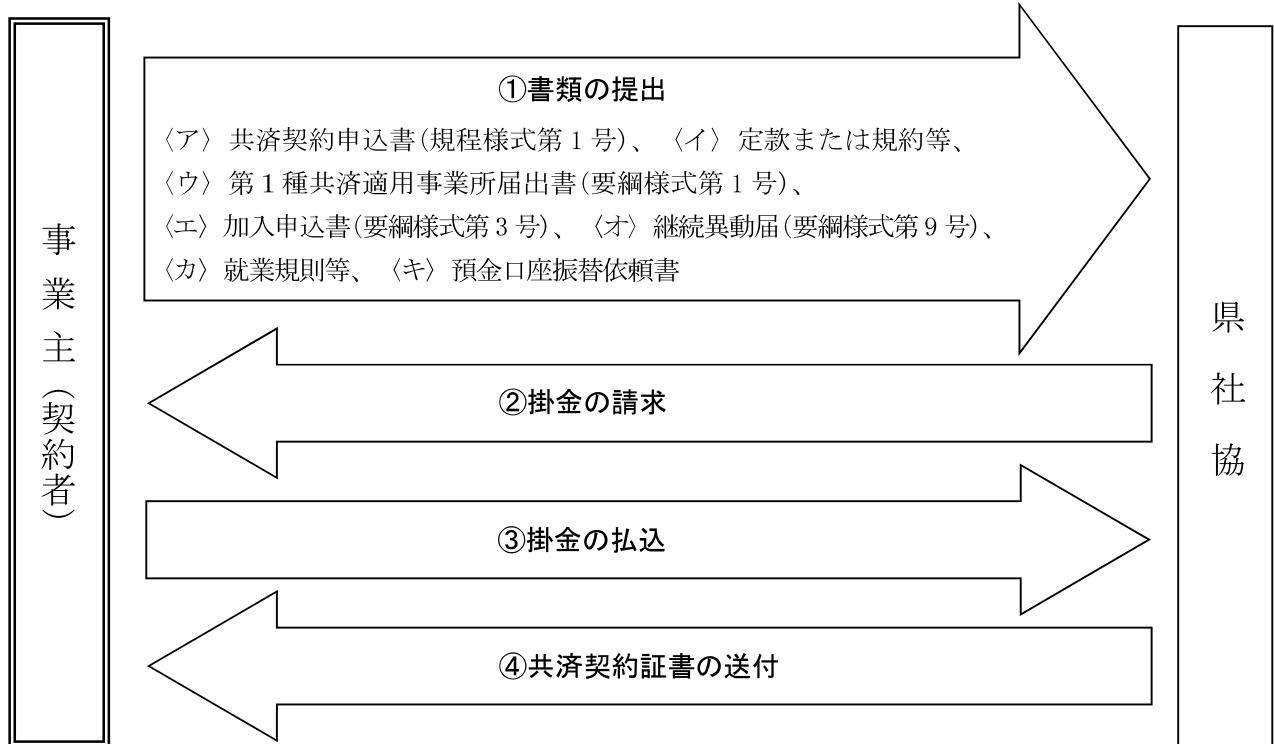 事業主（契約者）
①書類の提出
〈ア〉共済契約申込書(規程様式第1号)、〈イ〉定款または規約等、
〈ウ〉第1種共済適用事業所届出書(要綱様式第1号)、
〈エ〉加入申込書(要綱様式第3号)、〈オ〉継続異動届(要綱様式第9号)、
〈カ〉就業規則等、〈キ〉預金口座振替依頼書
②掛金の請求
③掛金の払込
④共済契約証書の送付
県社協